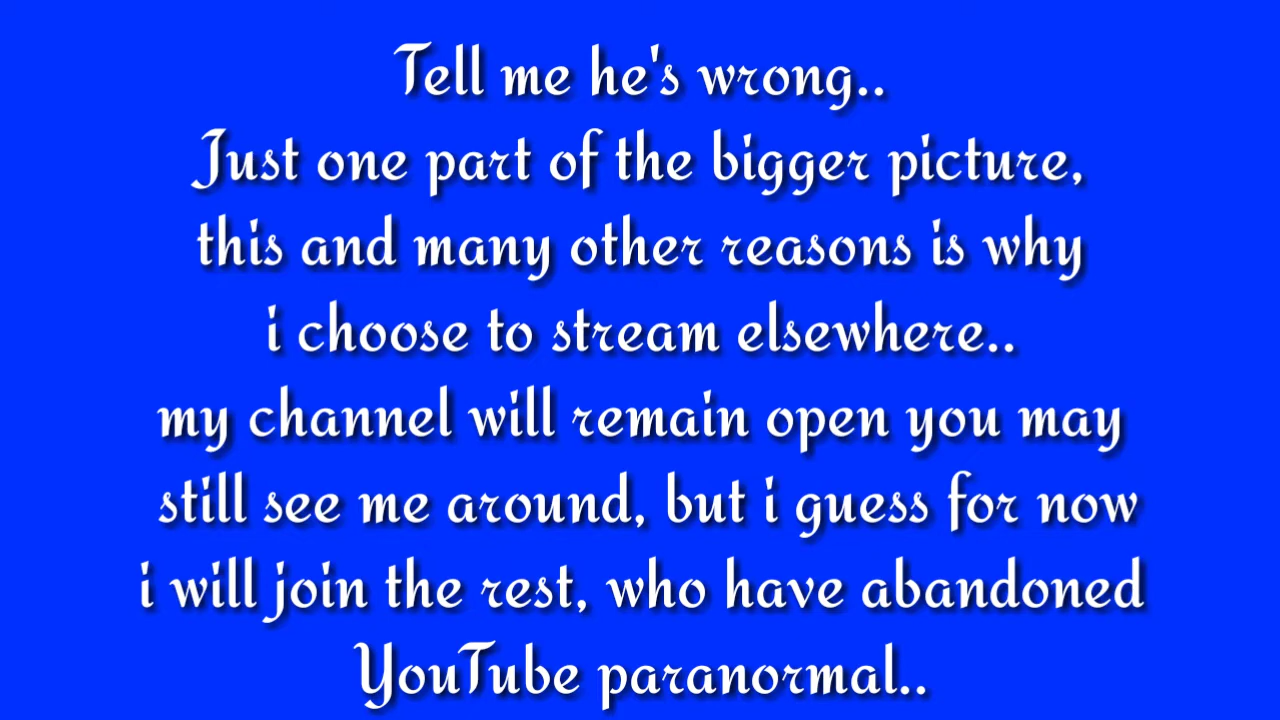 Tell me he's wrong..
Just one part of the bigger picture,
this and many other reasons is why
i choose to stream elsewhere..
my channel will remain open you may
still see me around, but i guess for now
i will join the rest, who have abandoned
YouTube paranormal..